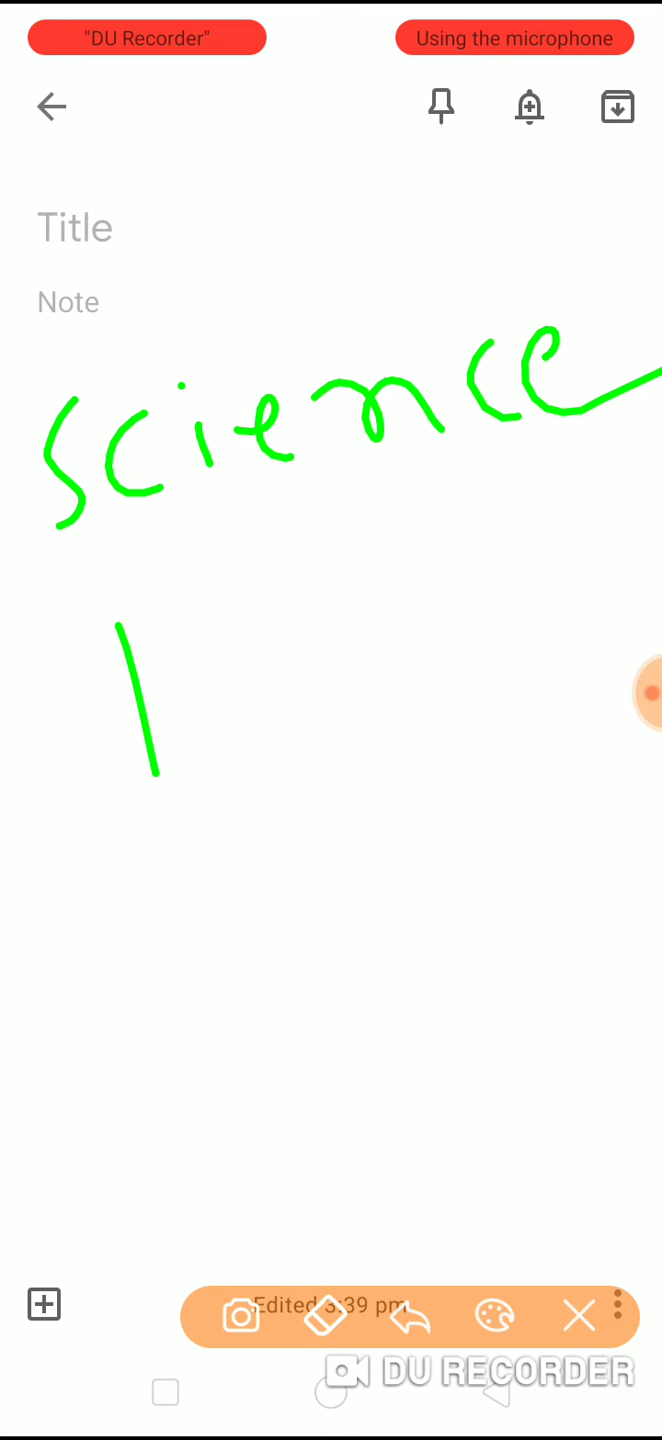 "DU Recorder" Using the microphone
Title
Note
science
Edited 3:39 pm
DU RECORDER